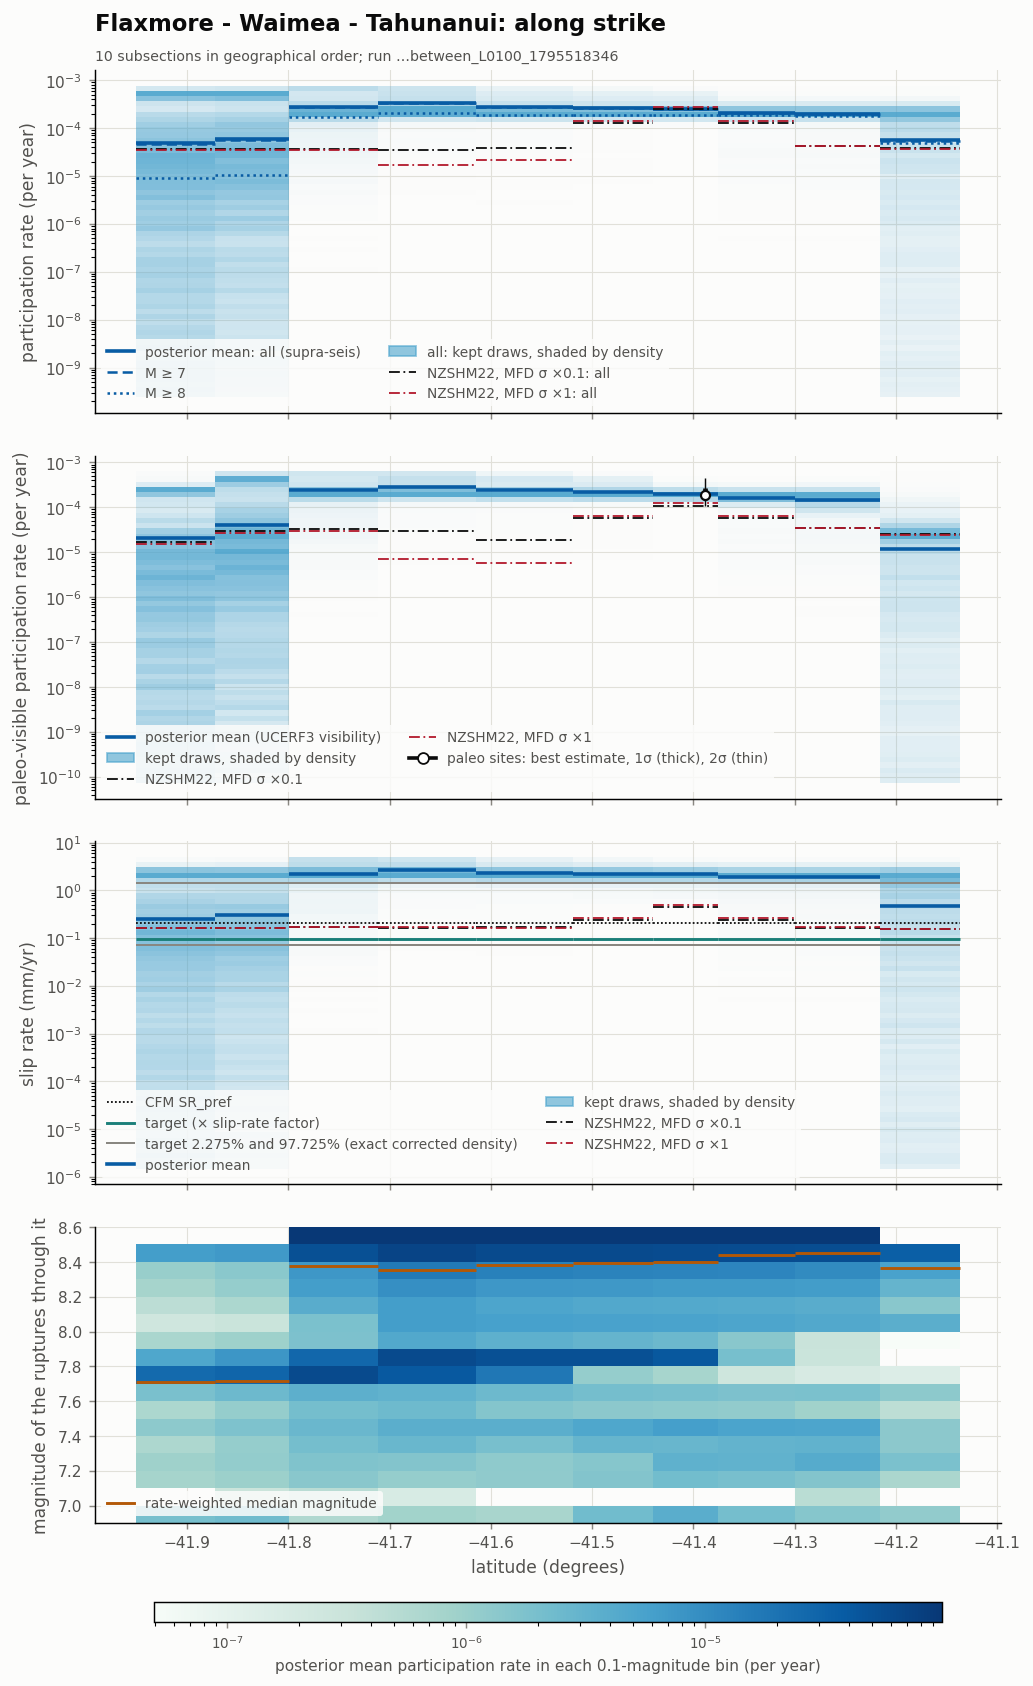 Flaxmore - Waimea - Tahunanui: along strike
10 subsections in geographical order; run ...between_L0100_1795518346
participation rate (per year)
10⁻³
10⁻⁴
10⁻⁵
10⁻⁶
10⁻⁷
10⁻⁸
10⁻⁹
posterior mean: all (supra-seis)
M ≥ 7
M ≥ 8
all: kept draws, shaded by density
NZSHM22, MFD σ ×0.1: all
NZSHM22, MFD σ ×1: all
paleo-visible participation rate (per year)
10⁻³
10⁻⁴
10⁻⁵
10⁻⁶
10⁻⁷
10⁻⁸
10⁻⁹
10⁻¹⁰
posterior mean (UCERF3 visibility)
kept draws, shaded by density
NZSHM22, MFD σ ×0.1
NZSHM22, MFD σ ×1
paleo sites: best estimate, 1σ (thick), 2σ (thin)
slip rate (mm/yr)
10¹
10⁰
10⁻¹
10⁻²
10⁻³
10⁻⁴
10⁻⁵
10⁻⁶
CFM SR_pref
target (× slip-rate factor)
target 2.275% and 97.725% (exact corrected density)
posterior mean
kept draws, shaded by density
NZSHM22, MFD σ ×0.1
NZSHM22, MFD σ ×1
magnitude of the ruptures through it
8.6
8.4
8.2
8.0
7.8
7.6
7.4
7.2
7.0
rate-weighted median magnitude
−41.9 −41.8 −41.7 −41.6 −41.5 −41.4 −41.3 −41.2 −41.1
latitude (degrees)
10⁻⁷ 10⁻⁶ 10⁻⁵
posterior mean participation rate in each 0.1-magnitude bin (per year)